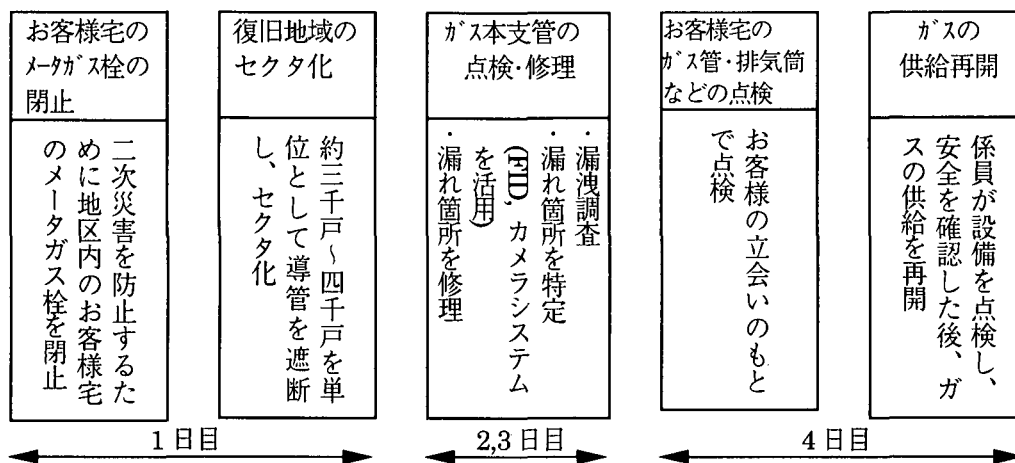 お客様宅の
メータガス栓の
閉止
二次災害を防止するた
めに地区内のお客様宅
のメータガス栓を閉止
復旧地域の
セクタ化
約三千戸～四千戸を単
位として導管を遮断
し、セクタ化
ガス本支管の
点検・修理
・漏洩調査
・漏れ箇所を特定
(FID, カメラシステム
を活用)
・漏れ箇所を修理
お客様宅の
ガス管・排気筒
などの点検
お客様の立会いのもと
で点検
ガスの
供給再開
係員が設備を点検し、
安全を確認した後、ガ
スの供給を再開
1日目
2,3日目
4日目